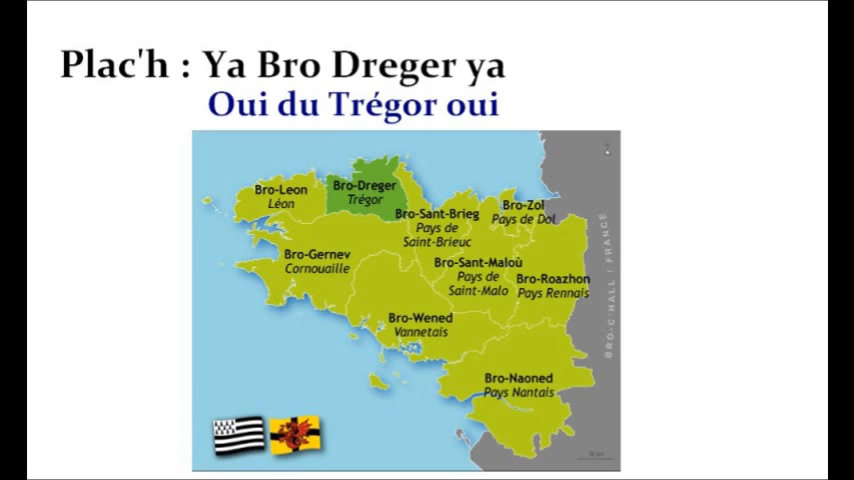 Plac'h : Ya Bro Dreger ya
Oui du Trégor oui
Bro-Leon
Léon
Bro-Dreger
Trégor
Bro-Sant-Brieg
Pays de
Saint-Brieuc
Bro-Zol
Pays de Dol
Bro-Gernev
Cornouaille
Bro-Sant-Maloù
Pays de
Saint-Malo
Bro-Roazhon
Pays Rennais
Bro-Wened
Vannetais
Bro-Naoned
Pays Nantais
BRO-C'HALL / FRANCE